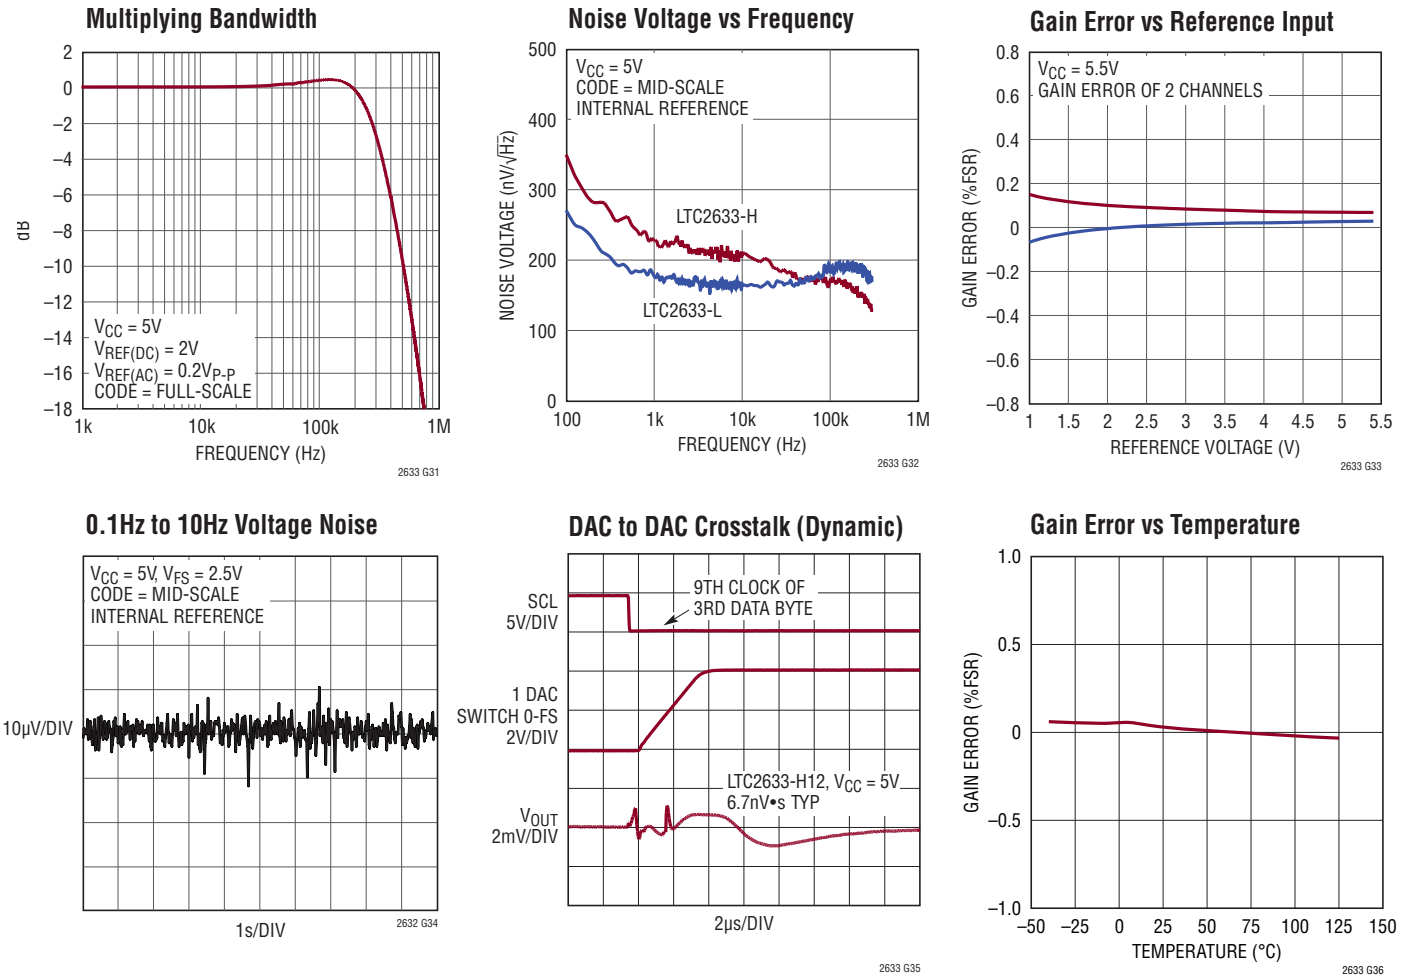 Multiplying Bandwidth
2
0
–2
–4
–6
–8
–10
–12
–14
–16
–18
dB
VCC = 5V
VREF(DC) = 2V
VREF(AC) = 0.2VP-P
CODE = FULL-SCALE
1k 10k 100k 1M
FREQUENCY (Hz)
2633 G31
Noise Voltage vs Frequency
500
400
300
200
100
0
NOISE VOLTAGE (nV/√Hz)
VCC = 5V
CODE = MID-SCALE
INTERNAL REFERENCE
LTC2633-H
LTC2633-L
100 1k 10k 100k 1M
FREQUENCY (Hz)
2633 G32
Gain Error vs Reference Input
0.8
0.6
0.4
0.2
0
–0.2
–0.4
–0.6
–0.8
GAIN ERROR (%FSR)
VCC = 5.5V
GAIN ERROR OF 2 CHANNELS
1 1.5 2 2.5 3 3.5 4 4.5 5 5.5
REFERENCE VOLTAGE (V)
2633 G33
0.1Hz to 10Hz Voltage Noise
VCC = 5V, VFS = 2.5V
CODE = MID-SCALE
INTERNAL REFERENCE
10µV/DIV
1s/DIV
2632 G34
DAC to DAC Crosstalk (Dynamic)
SCL
5V/DIV
9TH CLOCK OF
3RD DATA BYTE
1 DAC
SWITCH 0-FS
2V/DIV
LTC2633-H12, VCC = 5V
6.7nV•s TYP
VOUT
2mV/DIV
2µs/DIV
2633 G35
Gain Error vs Temperature
1.0
0.5
0
–0.5
–1.0
GAIN ERROR (%FSR)
–50 –25 0 25 50 75 100 125 150
TEMPERATURE (°C)
2633 G36